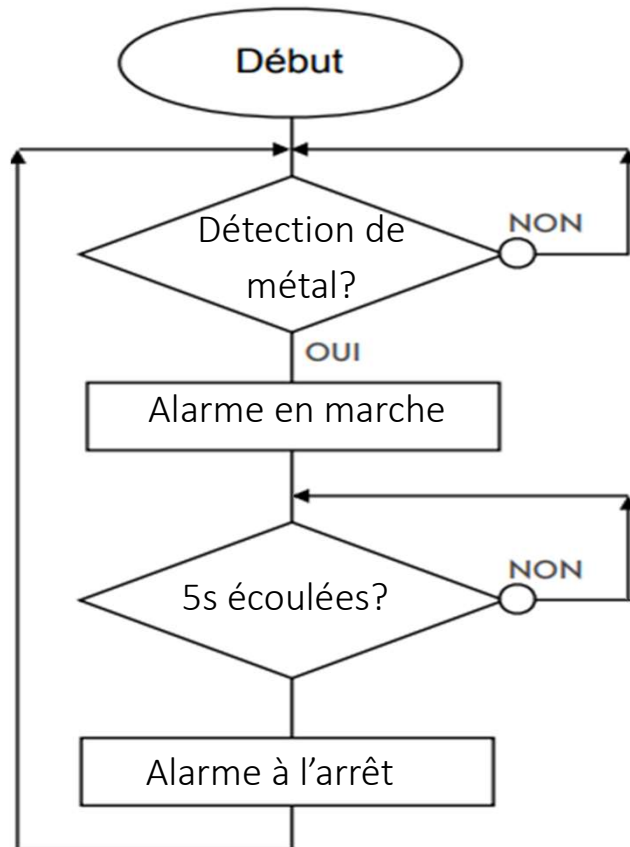 Début
NON
Détection de
métal?
OUI
Alarme en marche
NON
5s écoulées?
Alarme à l’arrêt